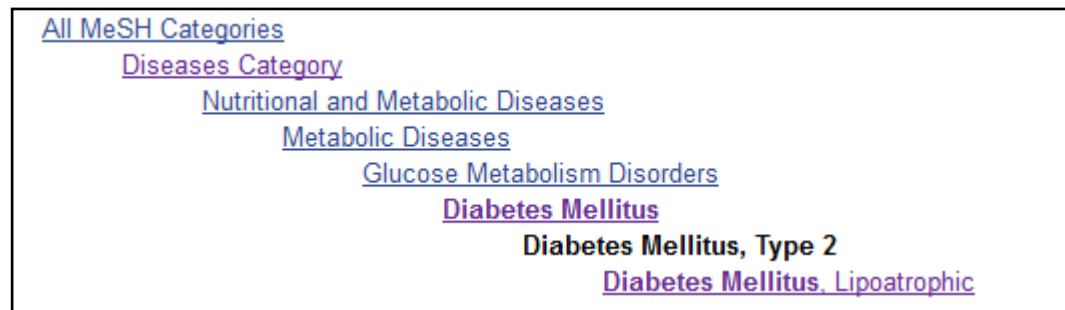 All MeSH Categories
Diseases Category
Nutritional and Metabolic Diseases
Metabolic Diseases
Glucose Metabolism Disorders
Diabetes Mellitus
Diabetes Mellitus, Type 2
Diabetes Mellitus, Lipoatrophic